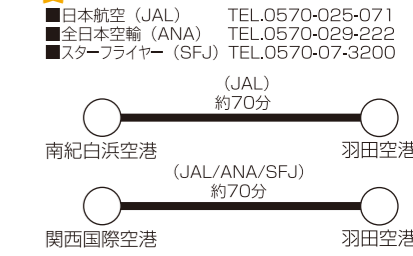 ■日本航空（JAL） TEL.0570-025-071
■全日本空輸（ANA） TEL.0570-029-222
■スターフライヤー（SFJ）TEL.0570-07-3200
（JAL）
約70分
南紀白浜空港 羽田空港
（JAL/ANA/SFJ）
約70分
関西国際空港 羽田空港